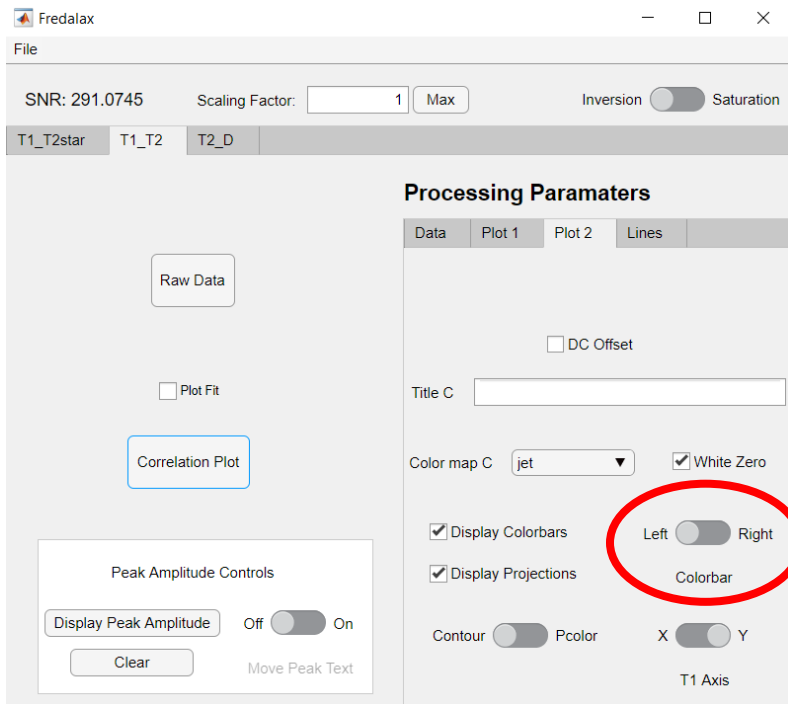 Fredalax
File
SNR: 291.0745 Scaling Factor: 1 Max Inversion Saturation
T1_T2star T1_T2 T2_D
Processing Paramaters
Data Plot 1 Plot 2 Lines
Raw Data
DC Offset
Plot Fit
Title C
Correlation Plot
Color map C jet White Zero
Display Colorbars Left Right
Display Projections Colorbar
Peak Amplitude Controls
Display Peak Amplitude Off On
Contour Pcolor X Y
Clear Move Peak Text
T1 Axis